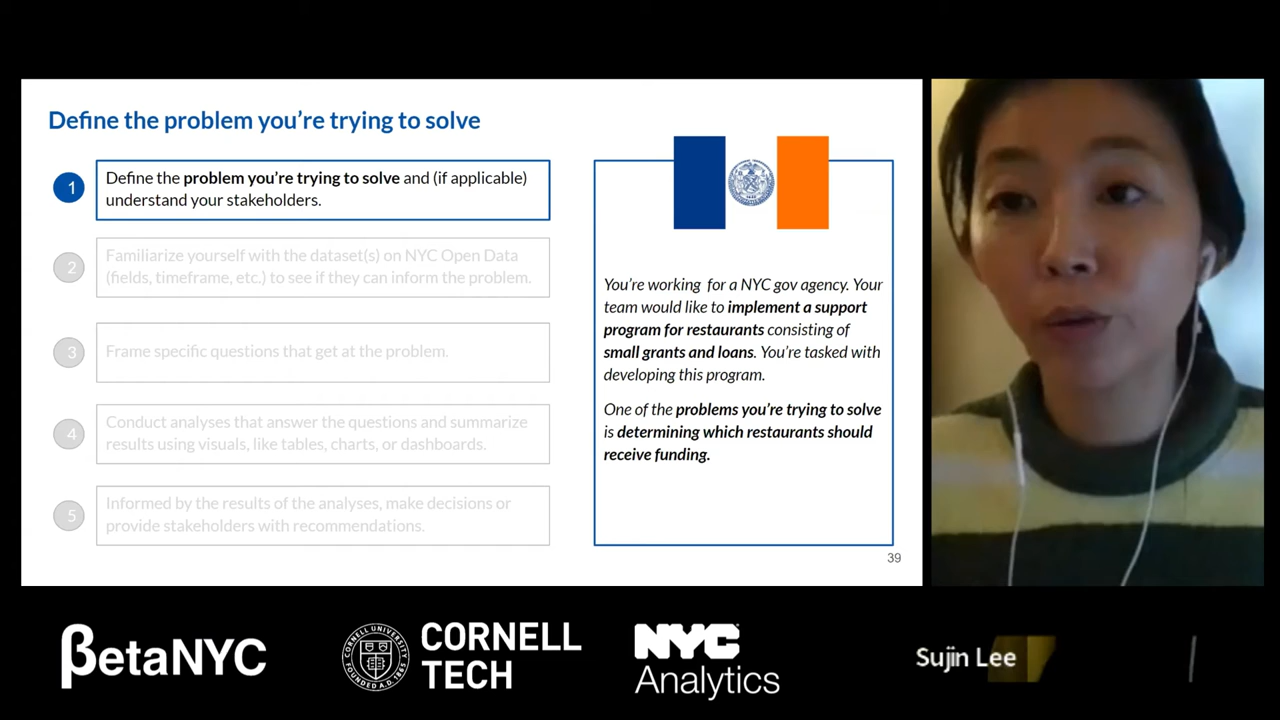 Define the problem you're trying to solve
1
Define the problem you're trying to solve and (if applicable)
understand your stakeholders.
2
Familiarize yourself with the dataset(s) on NYC Open Data
(fields, timeframe, etc.) to see if they can inform the problem.
3
Frame specific questions that get at the problem.
4
Conduct analyses that answer the questions and summarize
results using visuals, like tables, charts, or dashboards.
5
Informed by the results of the analyses, make decisions or
provide stakeholders with recommendations.
You're working for a NYC gov agency. Your
team would like to implement a support
program for restaurants consisting of
small grants and loans. You're tasked with
developing this program.
One of the problems you're trying to solve
is determining which restaurants should
receive funding.
39
βetaNYC
CORNELL UNIVERSITY
FOUNDED A.D. 1865
CORNELL
TECH
NYC
Analytics
Sujin Lee